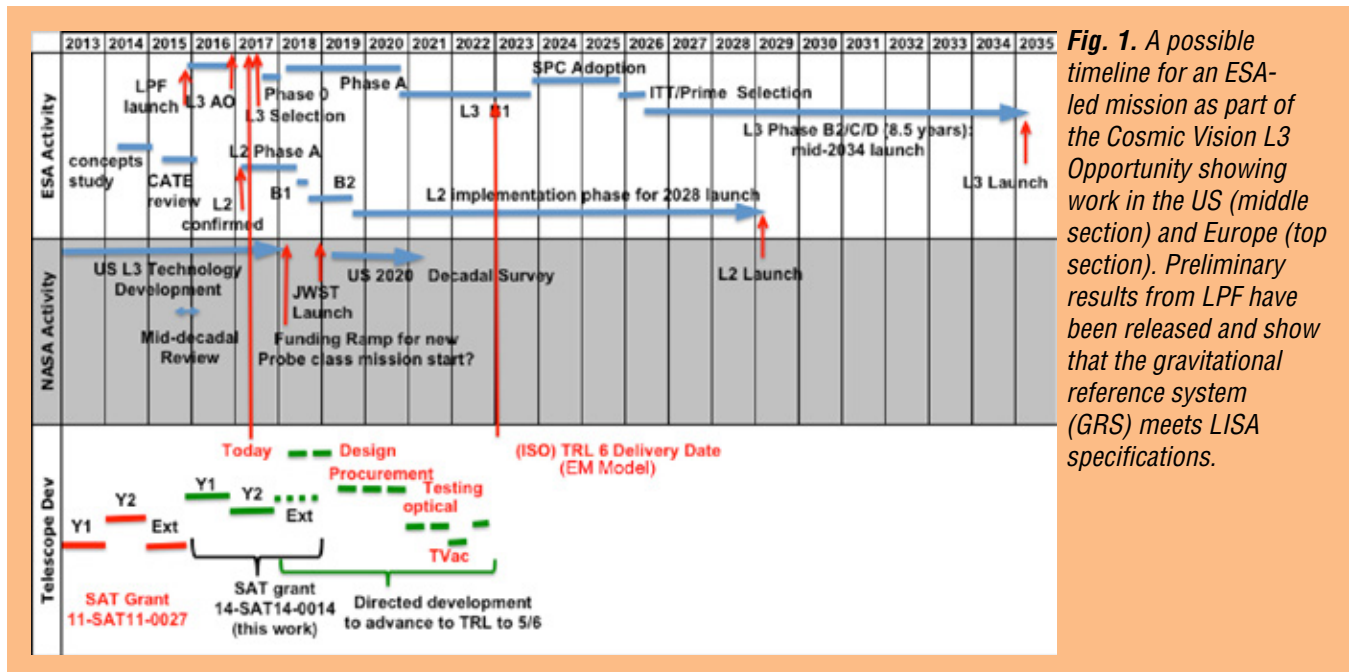 2013 2014 2015 2016 2017 2018 2019 2020 2021 2022 2023 2024 2025 2026 2027 2028 2029 2030 2031 2032 2033 2034 2035
ESA Activity
LPF
launch
L3 AO
Phase 0
L3 Selection
Phase A
L3 B1
SPC Adoption
ITT/Prime Selection
L3 Phase B2/C/D (8.5 years):
mid-2034 launch
L3 Launch
concepts
study
CATE
review
L2
confirmed
L2 Phase A
B1
B2
L2 implementation phase for 2028 launch
L2 Launch
NASA Activity
US L3 Technology
Development
Mid-decadal
Review
JWST
Launch
US 2020 Decadal Survey
Funding Ramp for new
Probe class mission start?
Telescope Dev
Today
Design
Procurement
Testing
optical
TVac
(ISO) TRL 6 Delivery Date
(EM Model)
Y1
Y2
Ext
Y1
Y2
Ext
SAT Grant
11-SAT11-0027
SAT grant
14-SAT14-0014
(this work)
Directed development
to advance to TRL to 5/6
Fig. 1. A possible
timeline for an ESA-
led mission as part of
the Cosmic Vision L3
Opportunity showing
work in the US (middle
section) and Europe (top
section). Preliminary
results from LPF have
been released and show
that the gravitational
reference system
(GRS) meets LISA
specifications.